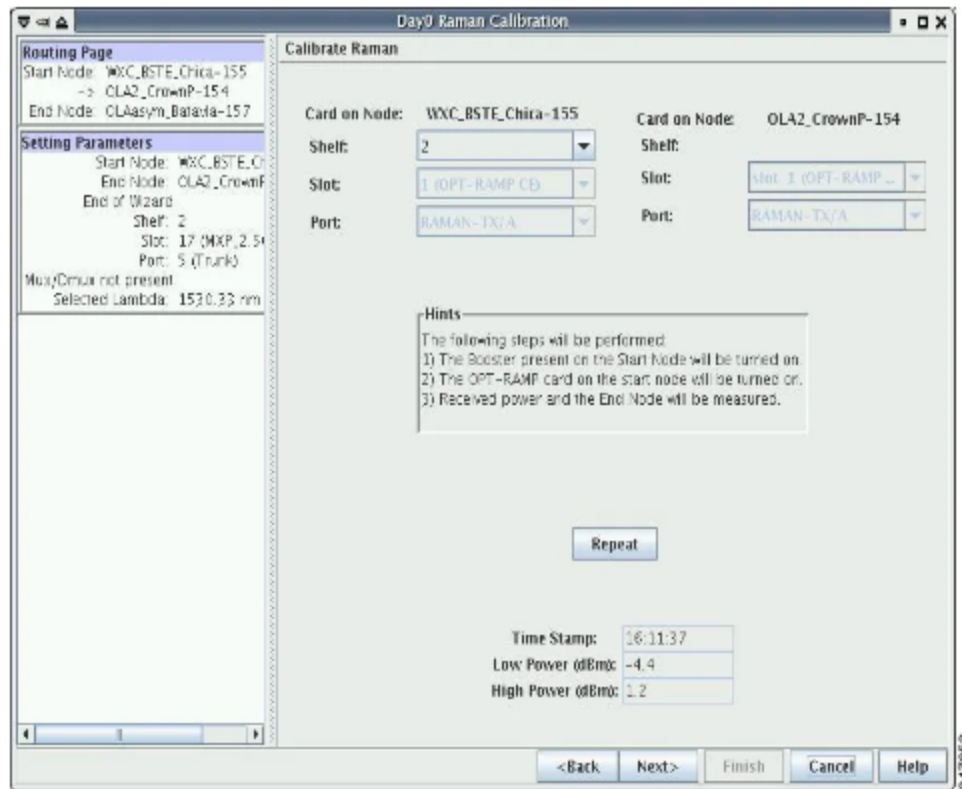 Day0 Raman Calibration
Routing Page
Start Node: WXC_BSTE_Chica-155
-> OLA2_CrownP-154
End Node: OLAasym_Batavia-157
Setting Parameters
Start Node: WXC_BSTE_C
End Node: OLA2_CrownP
End of Wizard
Shelf: 2
Slot: 17 (MXP_2.5
Port: 5 (Trunk)
Mux/Dmux not present
Selected Lambda: 1530.33 nm
Calibrate Raman
Card on Node: WXC_BSTE_Chica-155
Shelf: 2
Slot: 1 (OPT-RAMP CE)
Port: RAMAN-TX/A
Card on Node: OLA2_CrownP-154
Shelf:
Slot: slot 1 (OPT-RAMP ...
Port: RAMAN-TX/A
Hints
The following steps will be performed:
1) The Booster present on the Start Node will be turned on.
2) The OPT-RAMP card on the start node will be turned on.
3) Received power and the End Node will be measured.
Repeat
Time Stamp: 16:11:37
Low Power (dBm): -4.4
High Power (dBm): 1.2
<Back Next> Finish Cancel Help